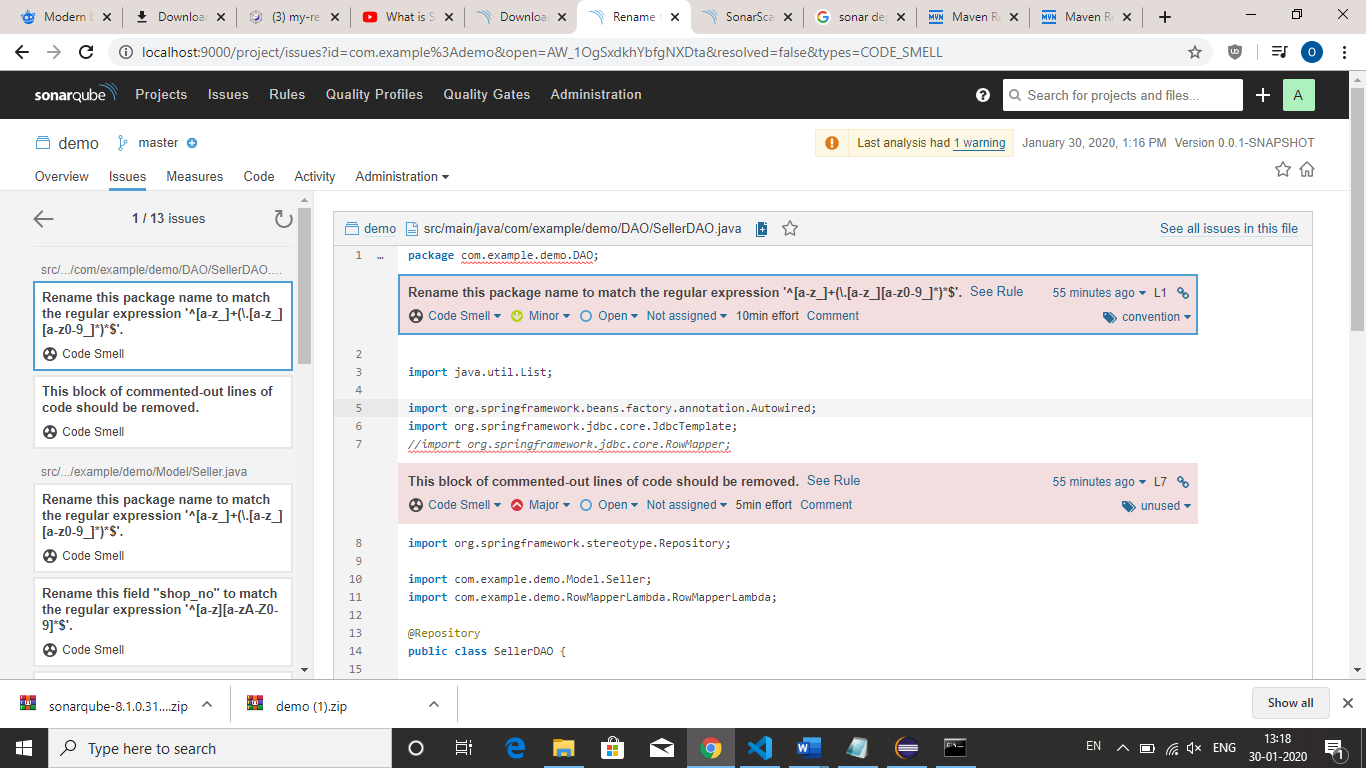 Modern b
Downloa
(3) my-re
What is S
Downloa
Rename t
SonarSca
sonar dep
Maven Re
Maven Re
localhost:9000/project/issues?id=com.example%3Ademo&open=AW_1OgSxdkhYbfgNXDta&resolved=false&types=CODE_SMELL
O
sonarqube Projects Issues Rules Quality Profiles Quality Gates Administration
? Search for projects and files... A
demo master
Last analysis had 1 warning January 30, 2020, 1:16 PM Version 0.0.1-SNAPSHOT
Overview Issues Measures Code Activity Administration
1 / 13 issues
src/.../com/example/demo/DAO/SellerDAO....
Rename this package name to match
the regular expression '^[a-z_]+(\.[a-z_]
[a-z0-9_]*)*$'.
Code Smell
This block of commented-out lines of
code should be removed.
Code Smell
src/.../example/demo/Model/Seller.java
Rename this package name to match
the regular expression '^[a-z_]+(\.[a-z_]
[a-z0-9_]*)*$'.
Code Smell
Rename this field "shop_no" to match
the regular expression '^[a-z][a-zA-Z0-
9]*$'.
Code Smell
demo src/main/java/com/example/demo/DAO/SellerDAO.java See all issues in this file
1 … package com.example.demo.DAO;
Rename this package name to match the regular expression '^[a-z_]+(\.[a-z_][a-z0-9_]*)*$'. See Rule 55 minutes ago L1
Code Smell Minor Open Not assigned 10min effort Comment convention
2
3 import java.util.List;
4
5 import org.springframework.beans.factory.annotation.Autowired;
6 import org.springframework.jdbc.core.JdbcTemplate;
7 //import org.springframework.jdbc.core.RowMapper;
This block of commented-out lines of code should be removed. See Rule 55 minutes ago L7
Code Smell Major Open Not assigned 5min effort Comment unused
8 import org.springframework.stereotype.Repository;
9
10 import com.example.demo.Model.Seller;
11 import com.example.demo.RowMapperLambda.RowMapperLambda;
12
13 @Repository
14 public class SellerDAO {
15
sonarqube-8.1.0.31....zip
demo (1).zip
Show all
Type here to search
EN ENG 13:18
30-01-2020
1